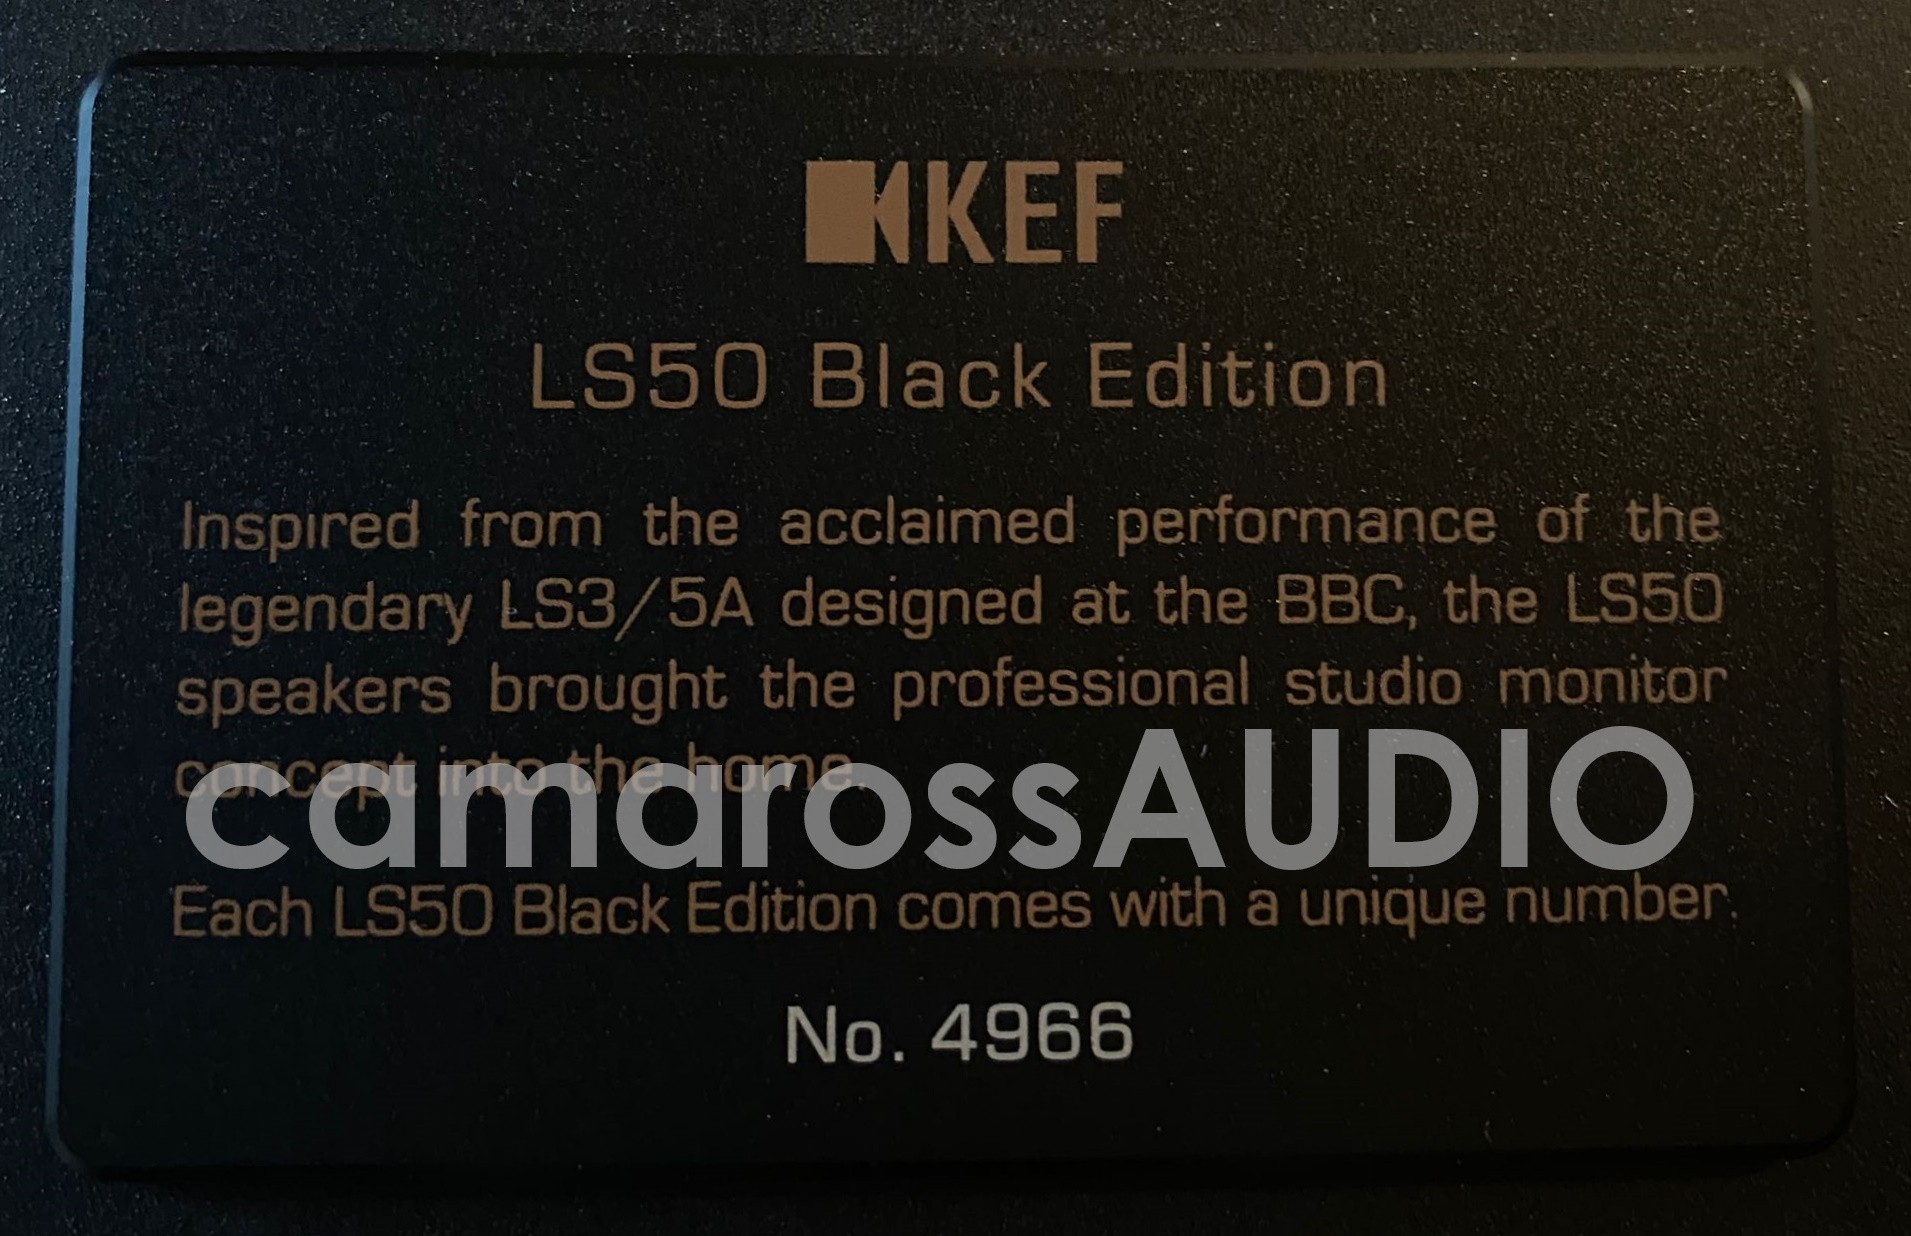 KEF
LS50 Black Edition
Inspired from the acclaimed performance of the
legendary LS3/5A designed at the BBC, the LS50
speakers brought the professional studio monitor
concept into the home.
camarossAUDIO
Each LS50 Black Edition comes with a unique number.
No. 4966